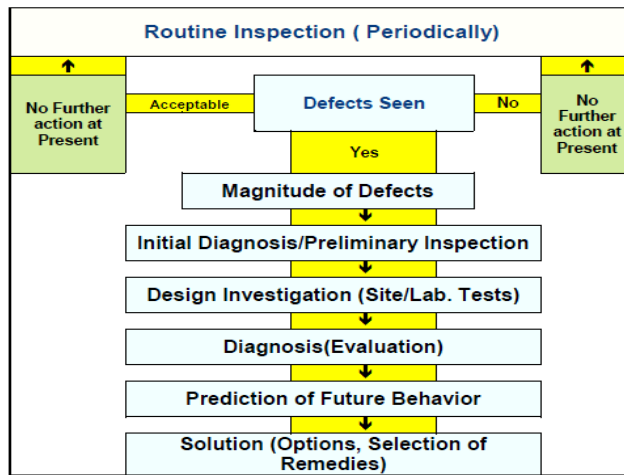 Routine Inspection ( Periodically)
No Further
action at
Present
Acceptable
Defects Seen
No
No
Further
action at
Present
Yes
Magnitude of Defects
Initial Diagnosis/Preliminary Inspection
Design Investigation (Site/Lab. Tests)
Diagnosis(Evaluation)
Prediction of Future Behavior
Solution (Options, Selection of
Remedies)